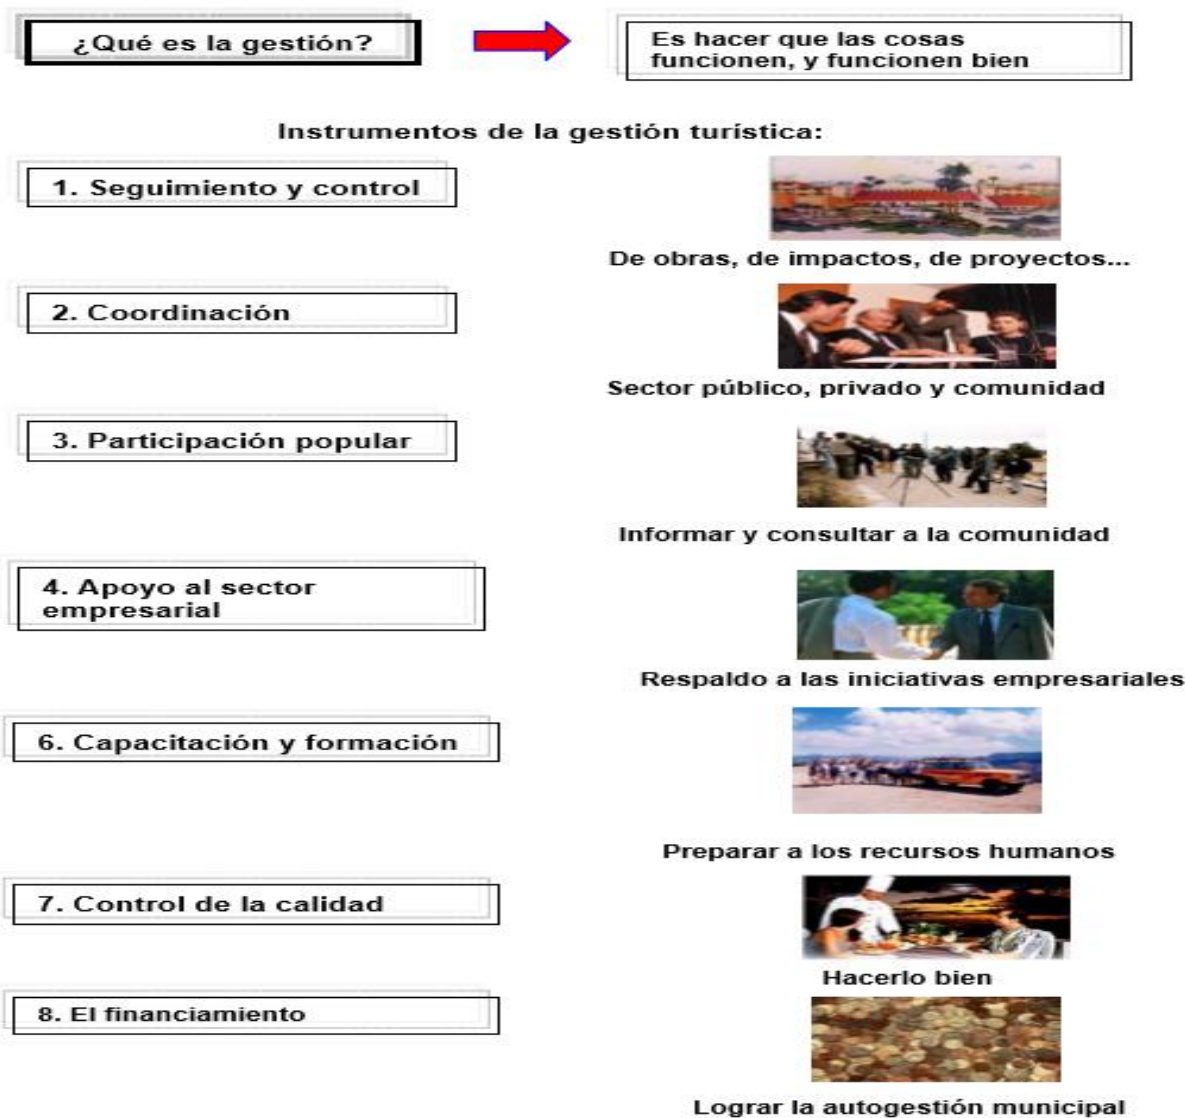 ¿Qué es la gestión?
Es hacer que las cosas
funcionen, y funcionen bien
Instrumentos de la gestión turística:
1. Seguimiento y control
De obras, de impactos, de proyectos...
2. Coordinación
Sector público, privado y comunidad
3. Participación popular
Informar y consultar a la comunidad
4. Apoyo al sector
empresarial
Respaldo a las iniciativas empresariales
6. Capacitación y formación
Preparar a los recursos humanos
7. Control de la calidad
Hacerlo bien
8. El financiamiento
Lograr la autogestión municipal